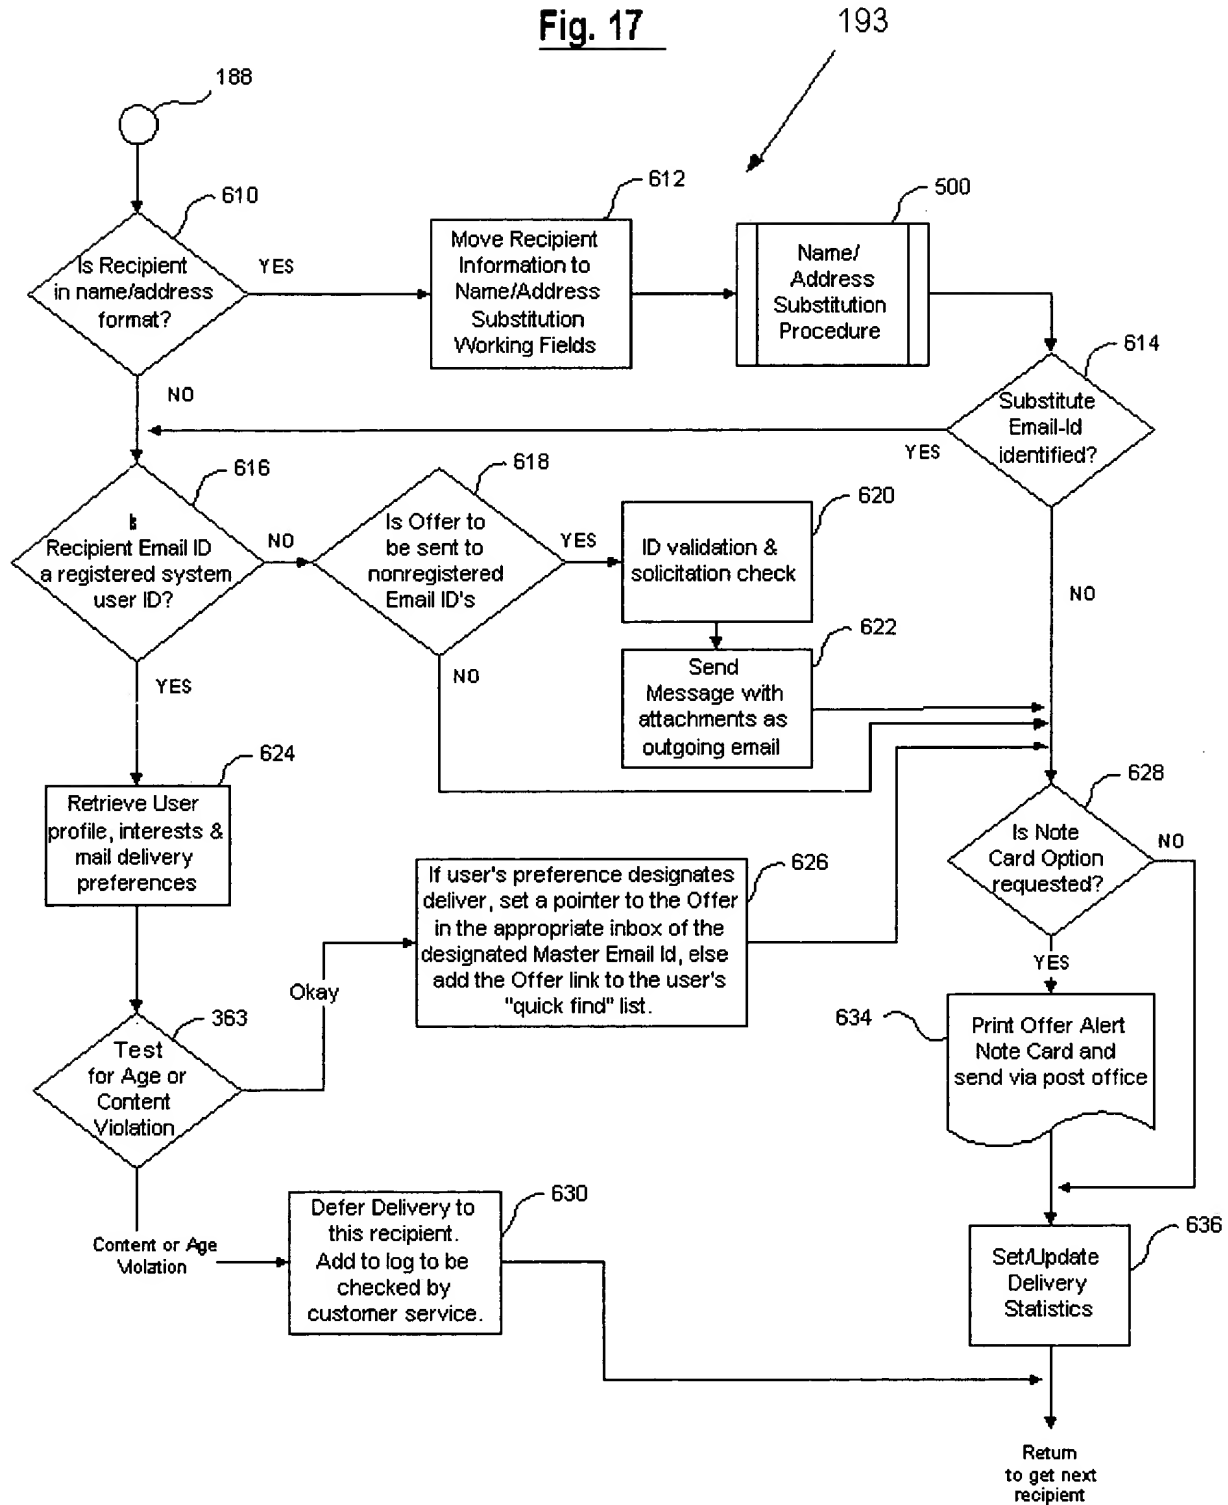 Fig. 17
193
188
610
Is Recipient
in name/address
format?
YES
NO
612
Move Recipient
Information to
Name/Address
Substitution
Working Fields
500
Name/
Address
Substitution
Procedure
614
Substitute
Email-Id
identified?
YES
NO
616
Is
Recipient Email ID
a registered system
user ID?
NO
YES
618
Is Offer to
be sent to
nonregistered
Email ID's
YES
NO
620
ID validation &
solicitation check
622
Send
Message with
attachments as
outgoing email
624
Retrieve User
profile, interests &
mail delivery
preferences
626
If user's preference designates
deliver, set a pointer to the Offer
in the appropriate inbox of the
designated Master Email Id, else
add the Offer link to the user's
"quick find" list.
628
Is Note
Card Option
requested?
NO
YES
363
Test
for Age or
Content
Violation
Okay
Content or Age
Violation
630
Defer Delivery to
this recipient.
Add to log to be
checked by
customer service.
634
Print Offer Alert
Note Card and
send via post office
636
Set/Update
Delivery
Statistics
Return
to get next
recipient